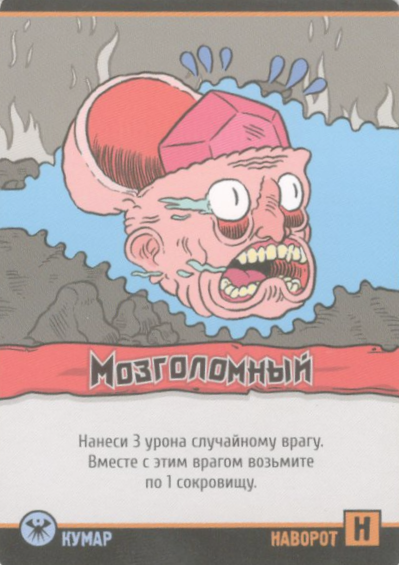 Мозголомный
Нанеси 3 урона случайному врагу.
Вместе с этим врагом возьмите
по 1 сокровищу.
КУМАР
НАВОРОТ Н